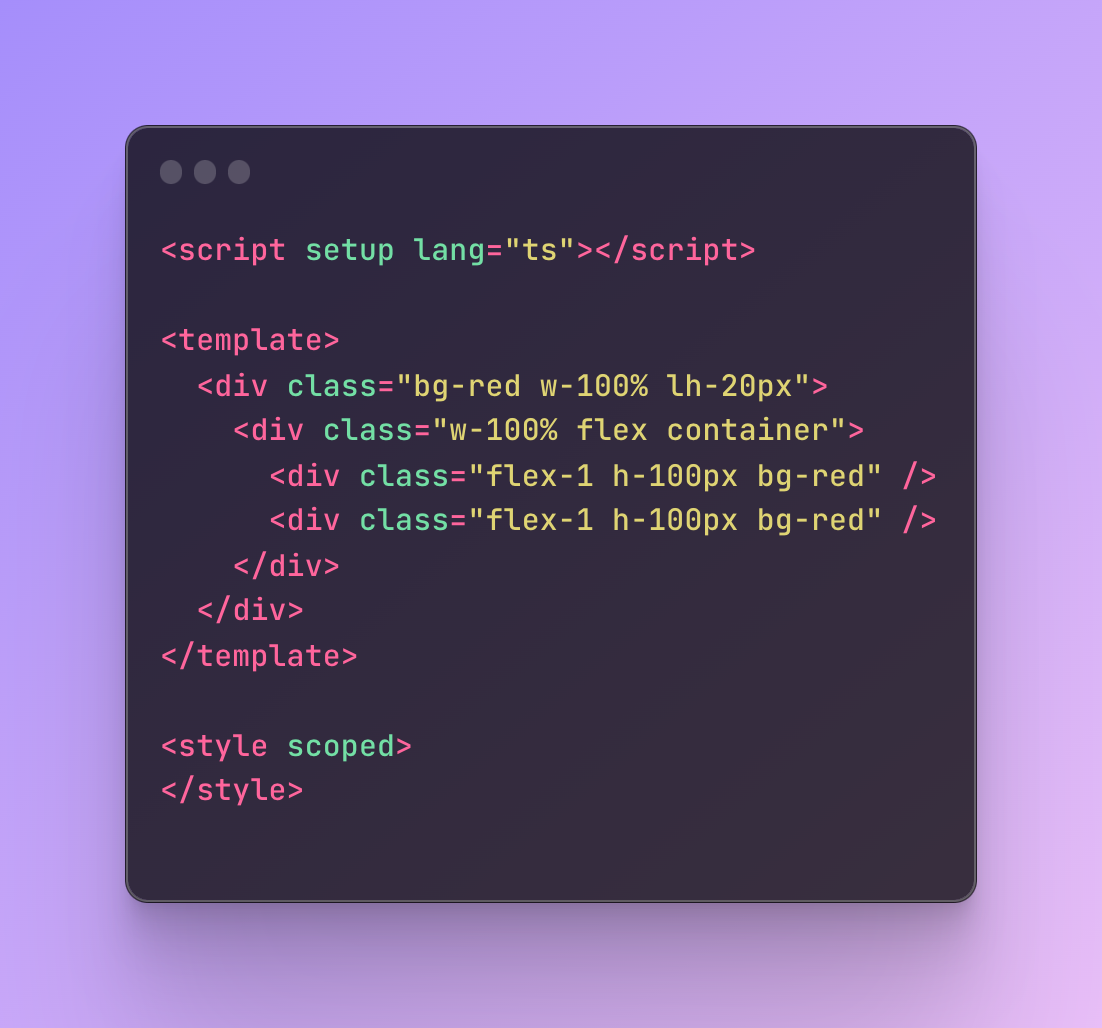 <script setup lang="ts"></script>
<template>
  <div class="bg-red w-100% lh-20px">
    <div class="w-100% flex container">
      <div class="flex-1 h-100px bg-red" />
      <div class="flex-1 h-100px bg-red" />
    </div>
  </div>
</template>
<style scoped>
</style>